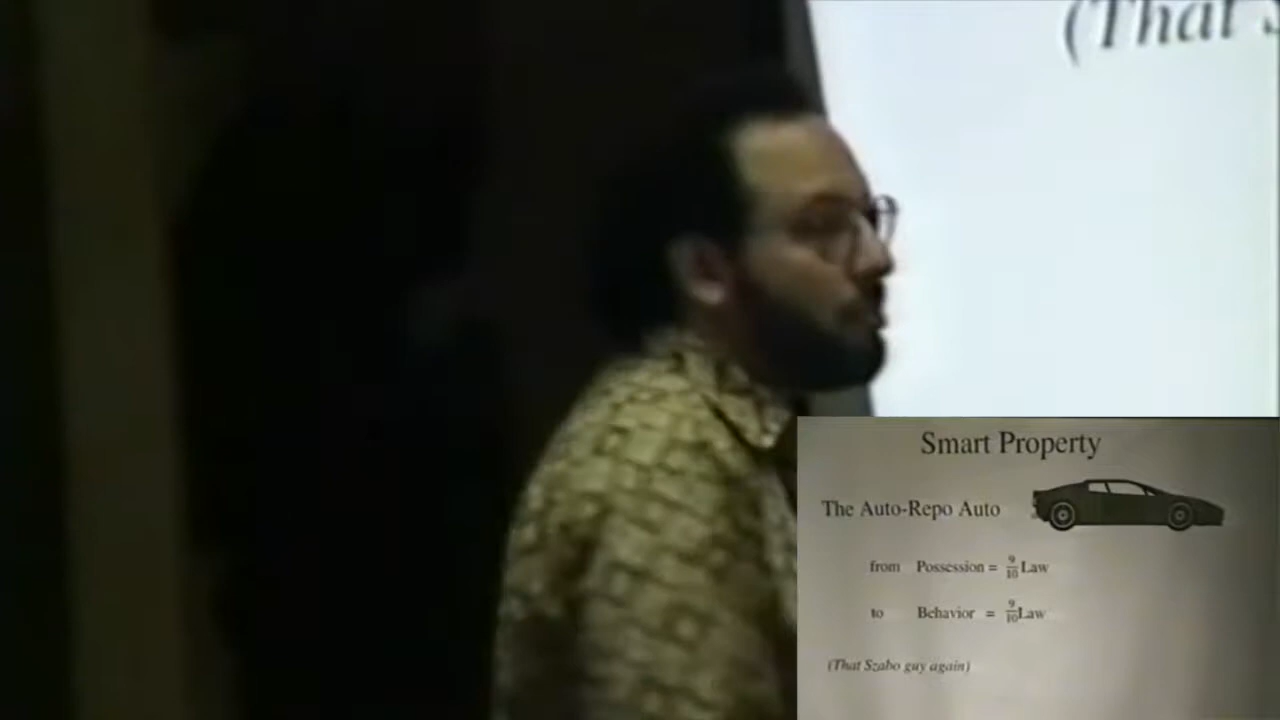 (That
Smart Property
The Auto-Repo Auto
from Possession = 9/10 Law
to Behavior = 9/10 Law
(That Szabo guy again)